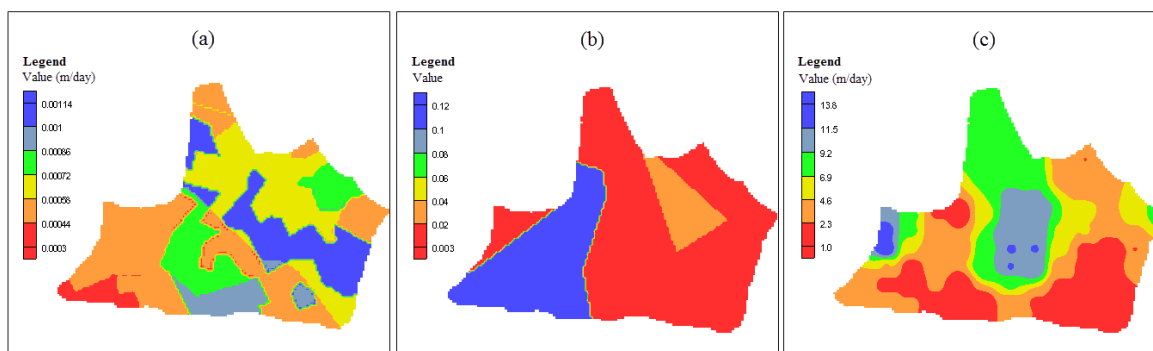 (a)
Legend
Value (m/day)
0.00114
0.001
0.00086
0.00072
0.00056
0.00044
0.0003
(b)
Legend
Value
0.12
0.1
0.08
0.06
0.04
0.02
0.003
(c)
Legend
Value (m/day)
13.8
11.5
9.2
6.9
4.6
2.3
1.0